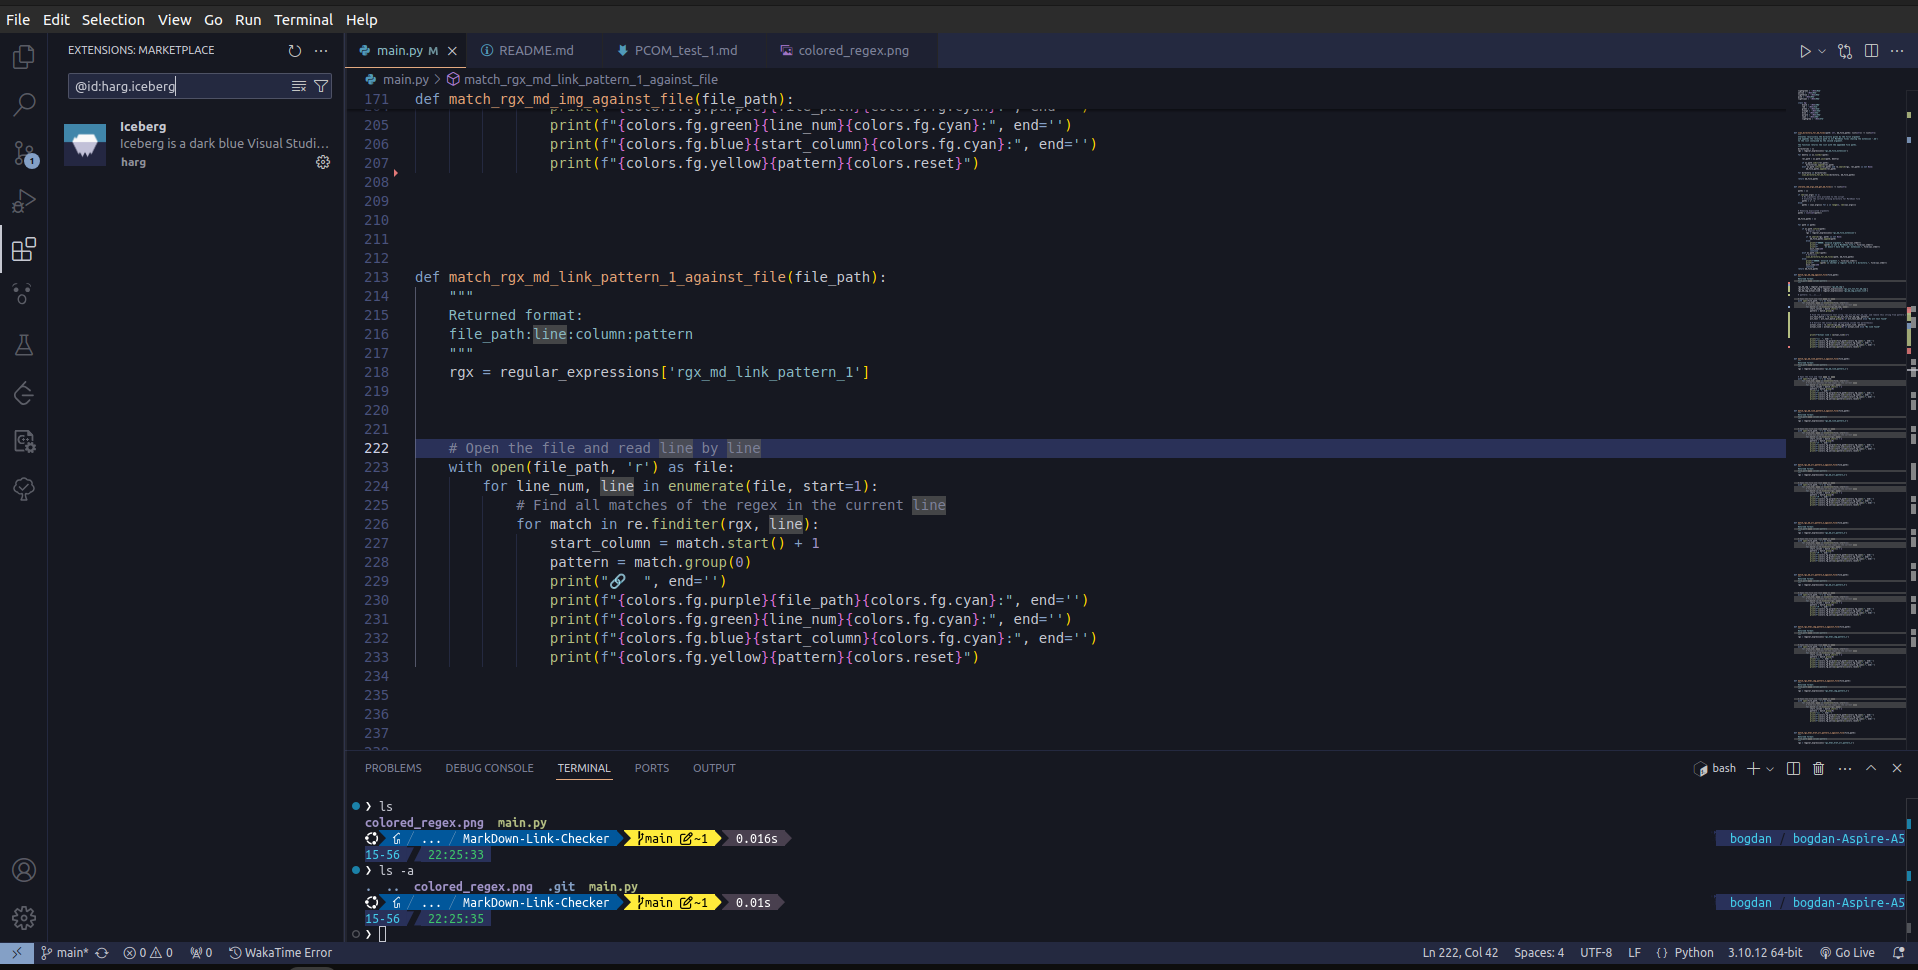 File Edit Selection View Go Run Terminal Help
EXTENSIONS: MARKETPLACE
@id:harg.iceberg
Iceberg
Iceberg is a dark blue Visual Studi...
harg
1
main.py M
README.md
PCOM_test_1.md
colored_regex.png
main.py > match_rgx_md_link_pattern_1_against_file
171 def match_rgx_md_img_against_file(file_path):
205 print(f"{colors.fg.green}{line_num}{colors.fg.cyan}:", end='')
206 print(f"{colors.fg.blue}{start_column}{colors.fg.cyan}:", end='')
207 print(f"{colors.fg.yellow}{pattern}{colors.reset}")
208
209
210
211
212
213 def match_rgx_md_link_pattern_1_against_file(file_path):
214 """
215 Returned format:
216 file_path:line:column:pattern
217 """
218 rgx = regular_expressions['rgx_md_link_pattern_1']
219
220
221
222 # Open the file and read line by line
223 with open(file_path, 'r') as file:
224 for line_num, line in enumerate(file, start=1):
225 # Find all matches of the regex in the current line
226 for match in re.finditer(rgx, line):
227 start_column = match.start() + 1
228 pattern = match.group(0)
229 print("🔗  ", end='')
230 print(f"{colors.fg.purple}{file_path}{colors.fg.cyan}:", end='')
231 print(f"{colors.fg.green}{line_num}{colors.fg.cyan}:", end='')
232 print(f"{colors.fg.blue}{start_column}{colors.fg.cyan}:", end='')
233 print(f"{colors.fg.yellow}{pattern}{colors.reset}")
234
235
236
237
PROBLEMS DEBUG CONSOLE TERMINAL PORTS OUTPUT
bash
❯ ls
colored_regex.png main.py
/ ... / MarkDown-Link-Checker main ~1 0.016s bogdan / bogdan-Aspire-A5
15-56 / 22:25:33
❯ ls -a
. .. colored_regex.png .git main.py
/ ... / MarkDown-Link-Checker main ~1 0.01s bogdan / bogdan-Aspire-A5
15-56 / 22:25:35
❯
main* 0 0 0 WakaTime Error Ln 222, Col 42 Spaces: 4 UTF-8 LF {} Python 3.10.12 64-bit Go Live